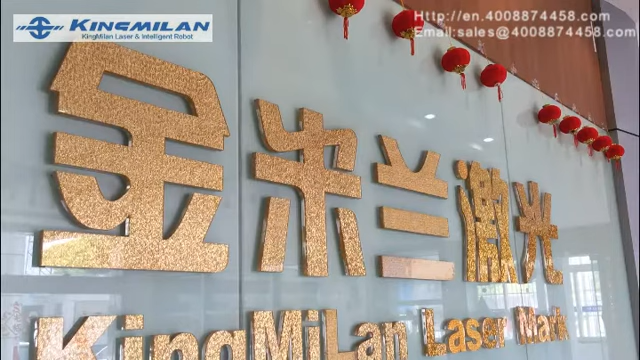 KINGMILAN
KingMilan Laser & Intelligent Robot
Http://en.4008874458.com
Email:sales@4008874458.com
金米兰激光
KingMiLan Laser Mark